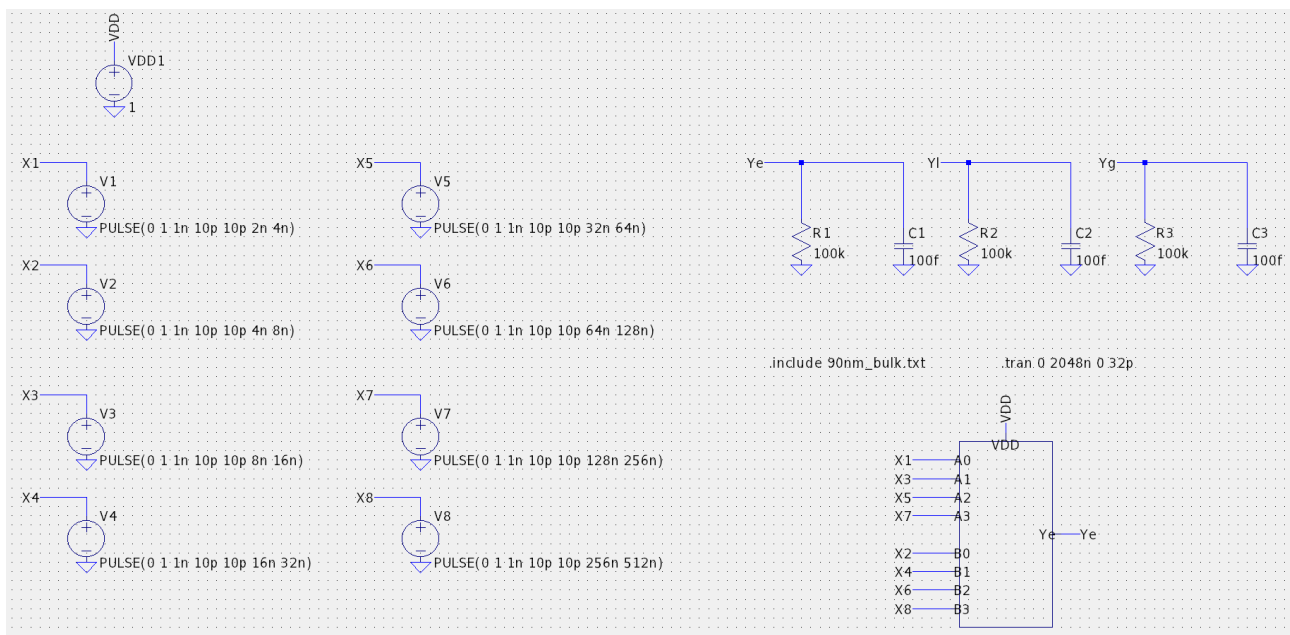 VDD
VDD1
1
X1
V1
PULSE(0 1 1n 10p 10p 2n 4n)
X5
V5
PULSE(0 1 1n 10p 10p 32n 64n)
Ye
R1
100k
C1
100f
Yl
R2
100k
C2
100f
Yg
R3
100k
C3
100f
X2
V2
PULSE(0 1 1n 10p 10p 4n 8n)
X6
V6
PULSE(0 1 1n 10p 10p 64n 128n)
.include 90nm_bulk.txt
.tran 0 2048n 0 32p
X3
V3
PULSE(0 1 1n 10p 10p 8n 16n)
X7
V7
PULSE(0 1 1n 10p 10p 128n 256n)
X4
V4
PULSE(0 1 1n 10p 10p 16n 32n)
X8
V8
PULSE(0 1 1n 10p 10p 256n 512n)
VDD
VDD
X1 A0
X3 A1
X5 A2
X7 A3
Ye Ye
X2 B0
X4 B1
X6 B2
X8 B3